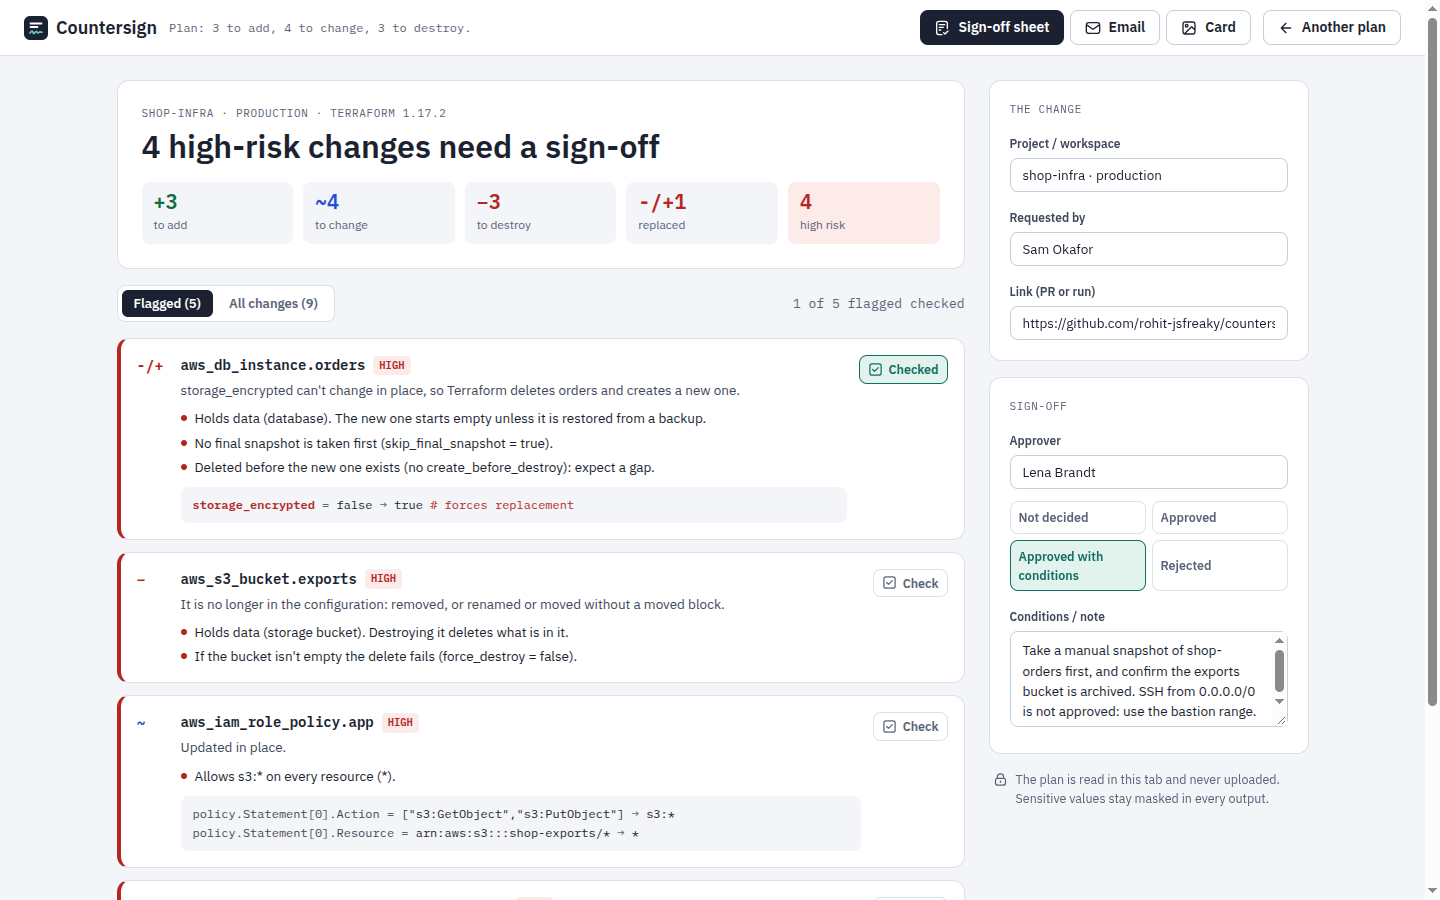 Countersign
Plan: 3 to add, 4 to change, 3 to destroy.
Sign-off sheet
Email
Card
Another plan
SHOP-INFRA · PRODUCTION · TERRAFORM 1.17.2
4 high-risk changes need a sign-off
+3
to add
~4
to change
−3
to destroy
-/+1
replaced
4
high risk
Flagged (5)
All changes (9)
1 of 5 flagged checked
-/+ aws_db_instance.orders HIGH
Checked
storage_encrypted can't change in place, so Terraform deletes orders and creates a new one.
Holds data (database). The new one starts empty unless it is restored from a backup.
No final snapshot is taken first (skip_final_snapshot = true).
Deleted before the new one exists (no create_before_destroy): expect a gap.
storage_encrypted = false → true # forces replacement
− aws_s3_bucket.exports HIGH
Check
It is no longer in the configuration: removed, or renamed or moved without a moved block.
Holds data (storage bucket). Destroying it deletes what is in it.
If the bucket isn't empty the delete fails (force_destroy = false).
~ aws_iam_role_policy.app HIGH
Check
Updated in place.
Allows s3:* on every resource (*).
policy.Statement[0].Action = ["s3:GetObject","s3:PutObject"] → s3:*
policy.Statement[0].Resource = arn:aws:s3:::shop-exports/* → *
THE CHANGE
Project / workspace
shop-infra · production
Requested by
Sam Okafor
Link (PR or run)
https://github.com/rohit-jsfreaky/counters
SIGN-OFF
Approver
Lena Brandt
Not decided
Approved
Approved with
conditions
Rejected
Conditions / note
Take a manual snapshot of shop-
orders first, and confirm the exports
bucket is archived. SSH from 0.0.0.0/0
is not approved: use the bastion range.
The plan is read in this tab and never uploaded.
Sensitive values stay masked in every output.